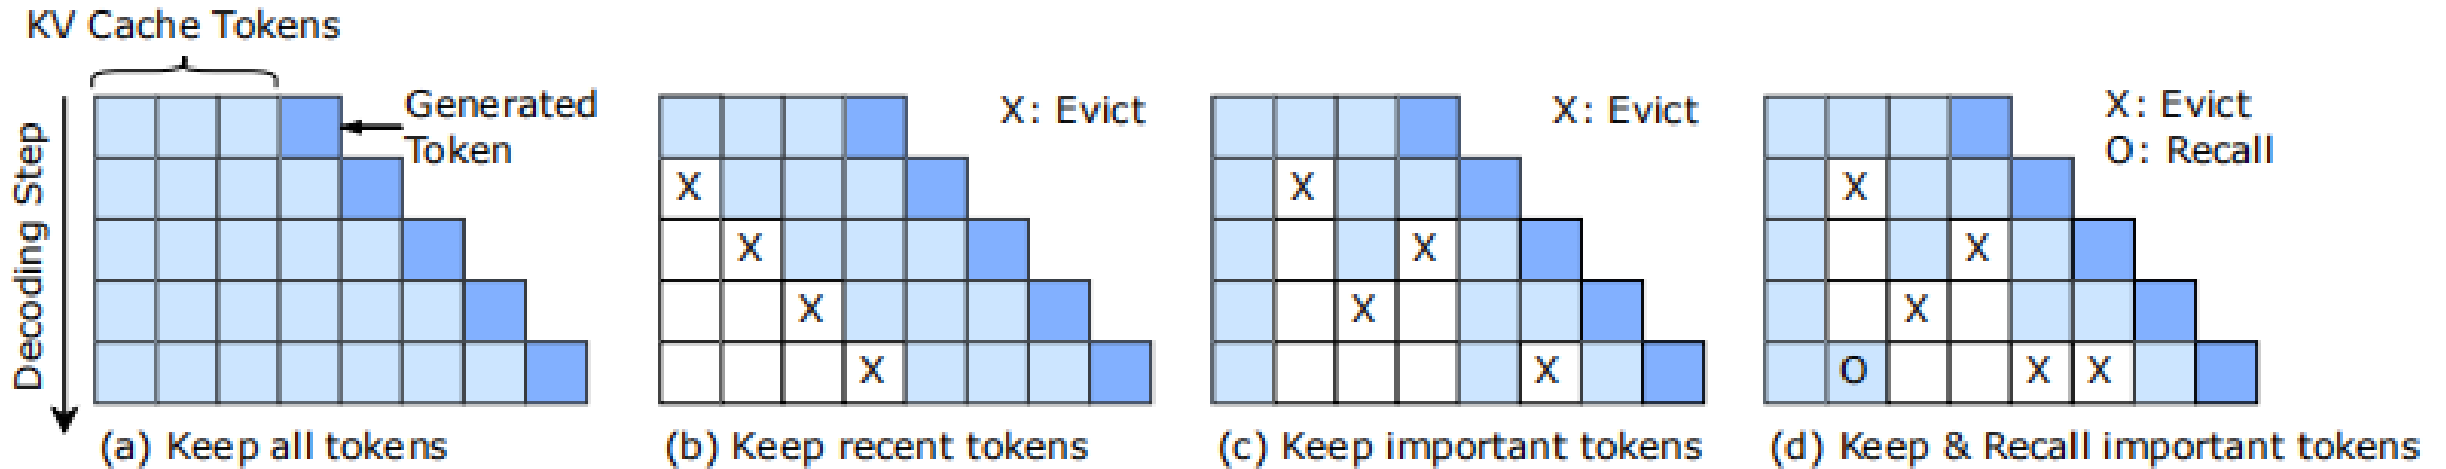 KV Cache Tokens
Generated
Token
Decoding Step
(a) Keep all tokens
X: Evict
X
X
X
X
(b) Keep recent tokens
X: Evict
X
X
X
X
(c) Keep important tokens
X: Evict
O: Recall
X
X
X
O X X
(d) Keep & Recall important tokens